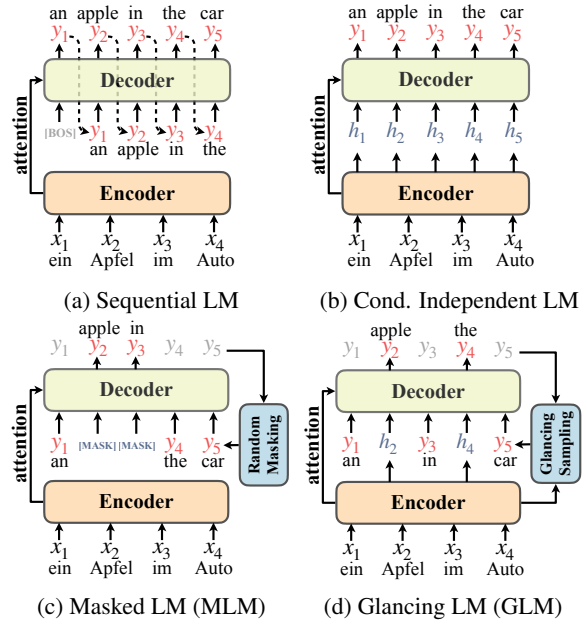 an apple in the car
y1 y2 y3 y4 y5
Decoder
attention
[BOS] y1 y2 y3 y4
an apple in the
Encoder
x1 x2 x3 x4
ein Apfel im Auto
(a) Sequential LM
an apple in the car
y1 y2 y3 y4 y5
Decoder
attention
h1 h2 h3 h4 h5
Encoder
x1 x2 x3 x4
ein Apfel im Auto
(b) Cond. Independent LM
apple in
y1 y2 y3 y4 y5
Decoder
attention
y1 [MASK] [MASK] y4 y5
an the car
Random
Masking
Encoder
x1 x2 x3 x4
ein Apfel im Auto
(c) Masked LM (MLM)
apple the
y1 y2 y3 y4 y5
Decoder
attention
y1 h2 y3 h4 y5
an in car
Glancing
Sampling
Encoder
x1 x2 x3 x4
ein Apfel im Auto
(d) Glancing LM (GLM)